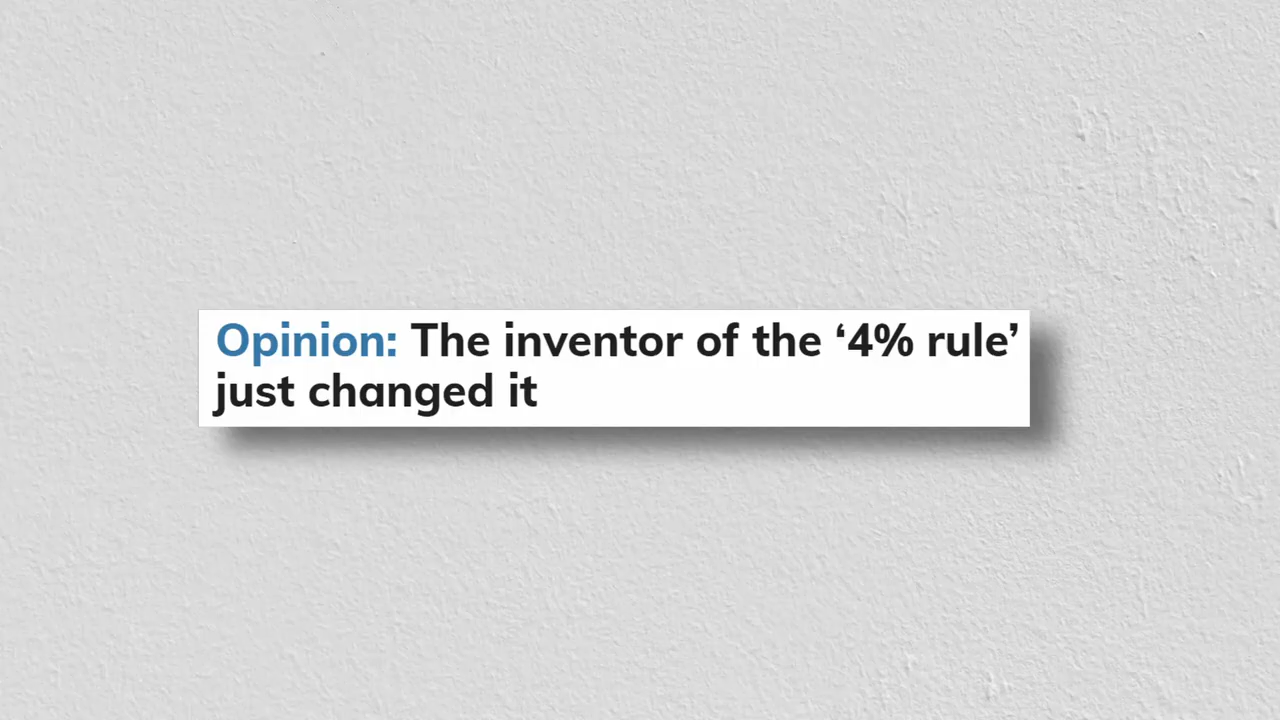 Opinion: The inventor of the ‘4% rule’
just changed it